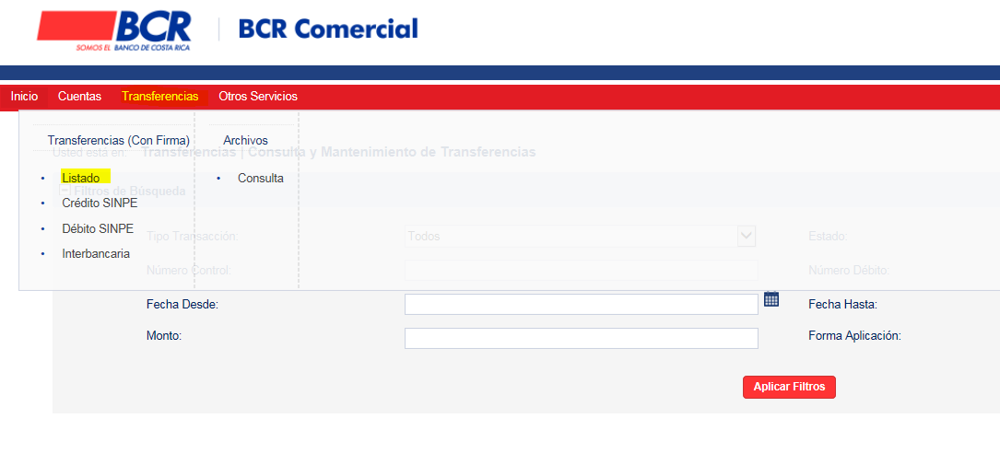 BCR
SOMOS EL BANCO DE COSTA RICA
BCR Comercial
Inicio Cuentas Transferencias Otros Servicios
Transferencias (Con Firma) Archivos
Usted está en: Transferencias | Consulta y Mantenimiento de Transferencias
Listado Consulta
Filtros de Búsqueda
Crédito SINPE
Débito SINPE
Tipo Transacción: Todos Estado:
Interbancaria
Número Control: Número Débito:
Fecha Desde: Fecha Hasta:
Monto: Forma Aplicación:
Aplicar Filtros